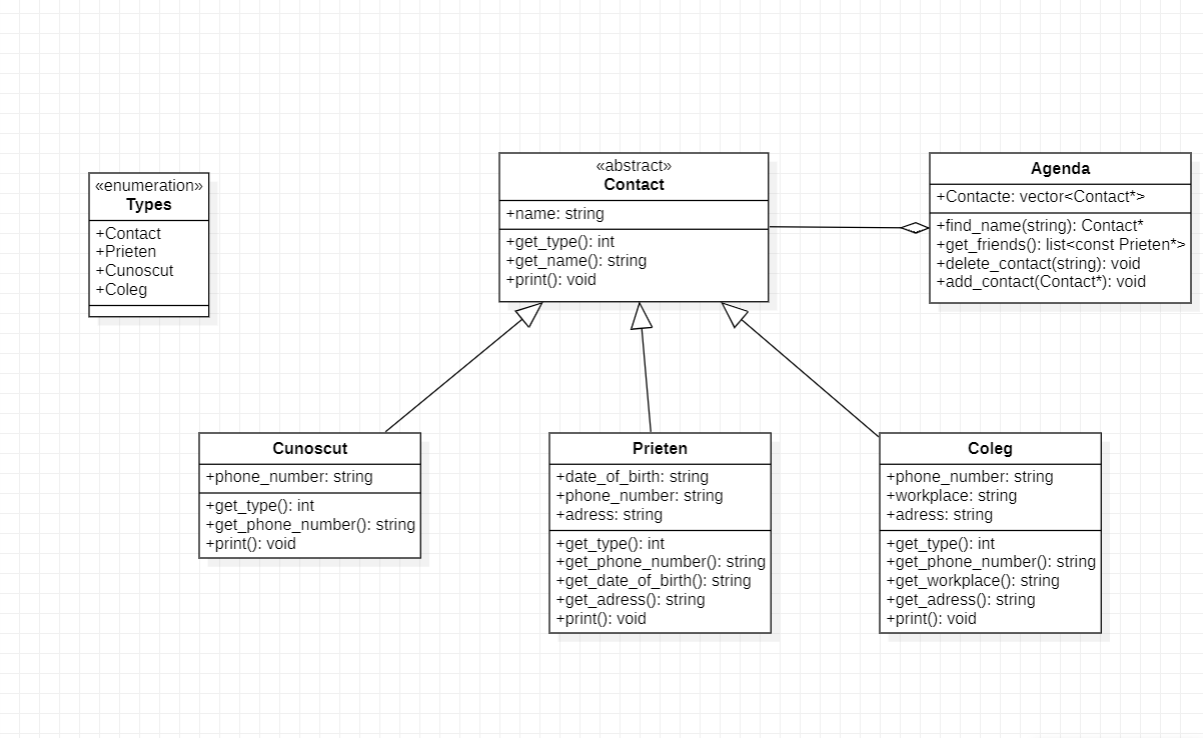 «enumeration»
Types
+Contact
+Prieten
+Cunoscut
+Coleg
«abstract»
Contact
+name: string
+get_type(): int
+get_name(): string
+print(): void
Agenda
+Contacte: vector<Contact*>
+find_name(string): Contact*
+get_friends(): list<const Prieten*>
+delete_contact(string): void
+add_contact(Contact*): void
Cunoscut
+phone_number: string
+get_type(): int
+get_phone_number(): string
+print(): void
Prieten
+date_of_birth: string
+phone_number: string
+adress: string
+get_type(): int
+get_phone_number(): string
+get_date_of_birth(): string
+get_adress(): string
+print(): void
Coleg
+phone_number: string
+workplace: string
+adress: string
+get_type(): int
+get_phone_number(): string
+get_workplace(): string
+get_adress(): string
+print(): void